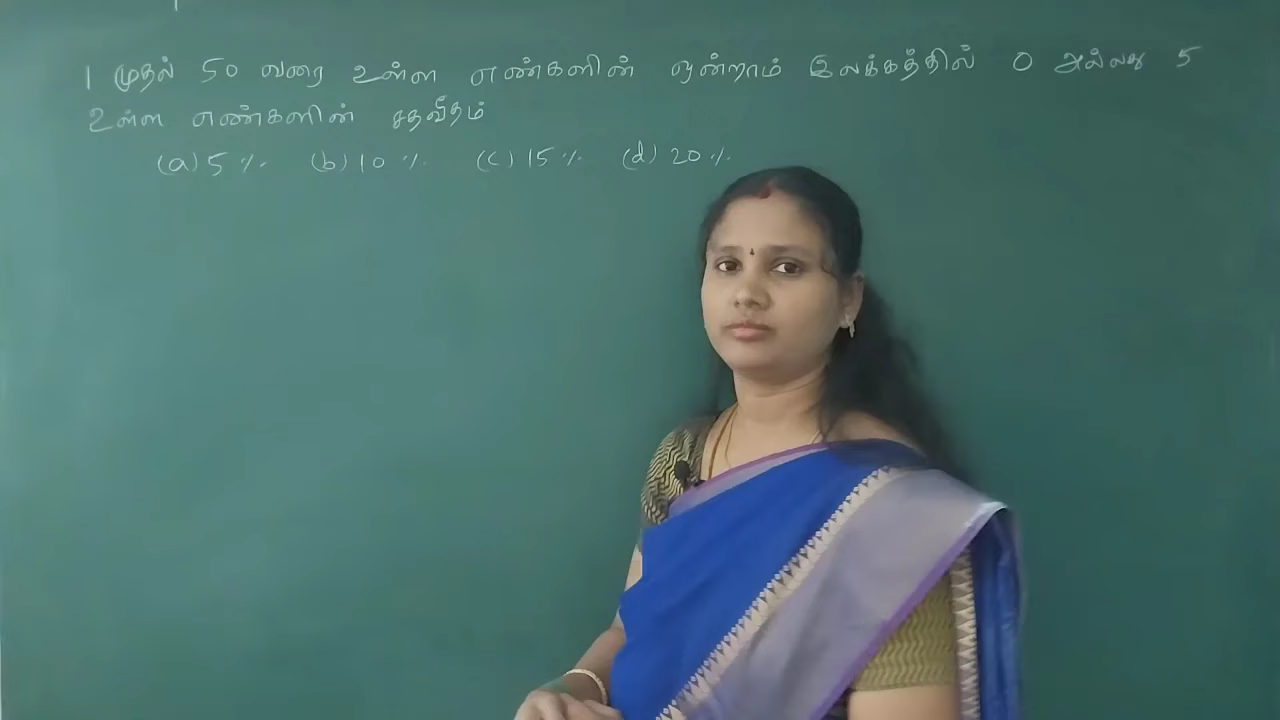 1 முதல் 50 வரை உள்ள எண்களின் ஒன்றாம் இலக்கத்தில் 0 அல்லது 5
உள்ள எண்களின் சதவீதம்
(a) 5 % (b) 10 % (c) 15 % (d) 20 %